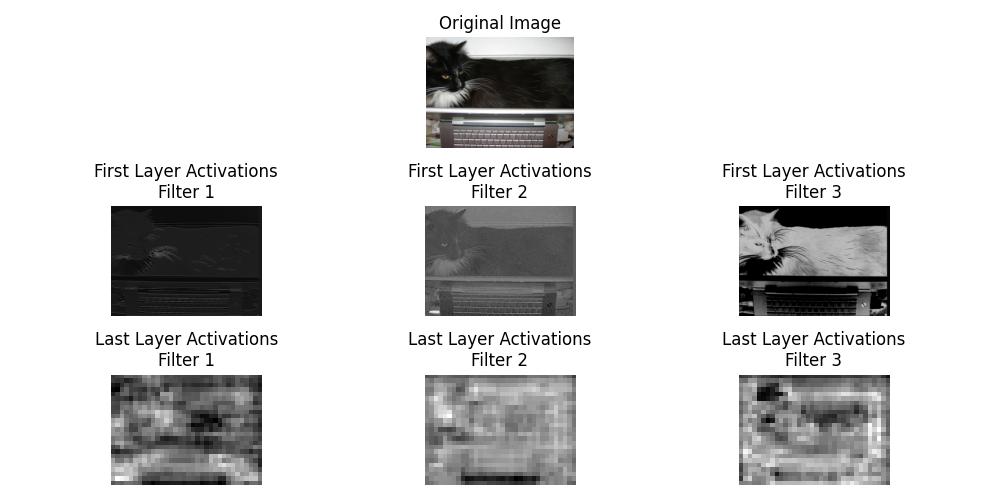 Original Image
First Layer Activations
Filter 1
First Layer Activations
Filter 2
First Layer Activations
Filter 3
Last Layer Activations
Filter 1
Last Layer Activations
Filter 2
Last Layer Activations
Filter 3